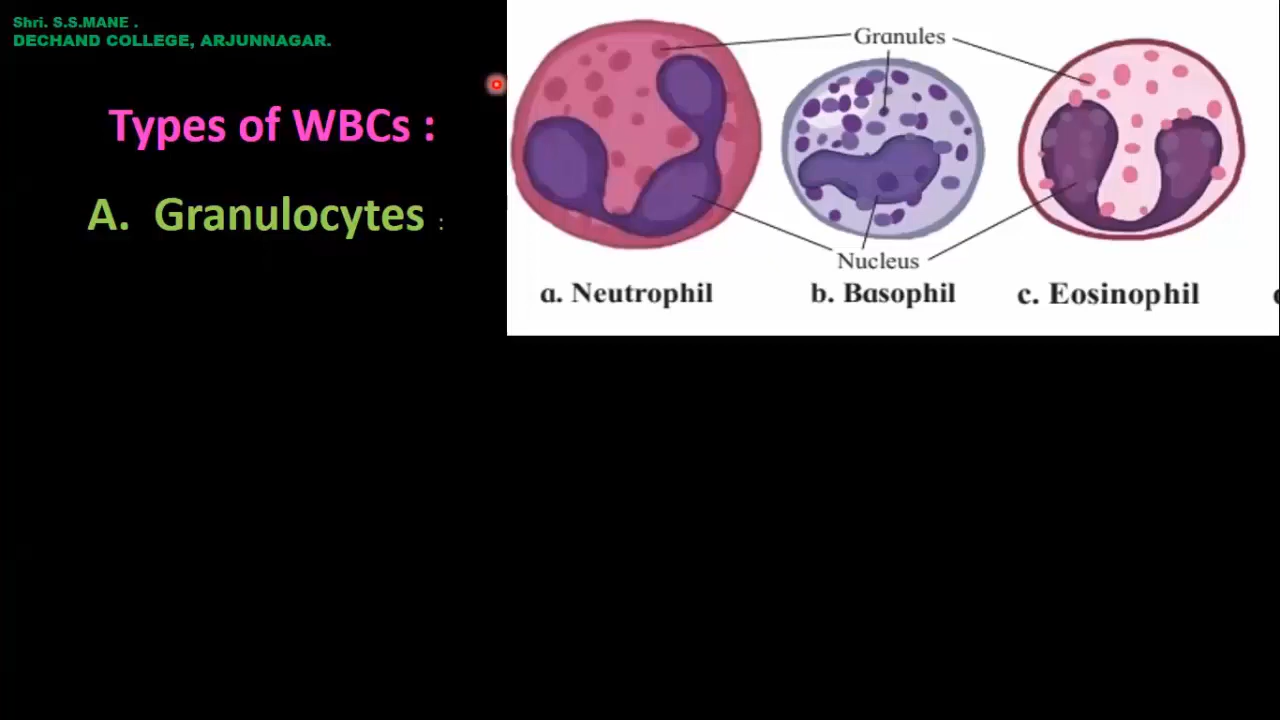 Shri. S.S.MANE .
DECHAND COLLEGE, ARJUNNAGAR.
Types of WBCs :
A. Granulocytes :
Granules
Nucleus
a. Neutrophil
b. Basophil
c. Eosinophil